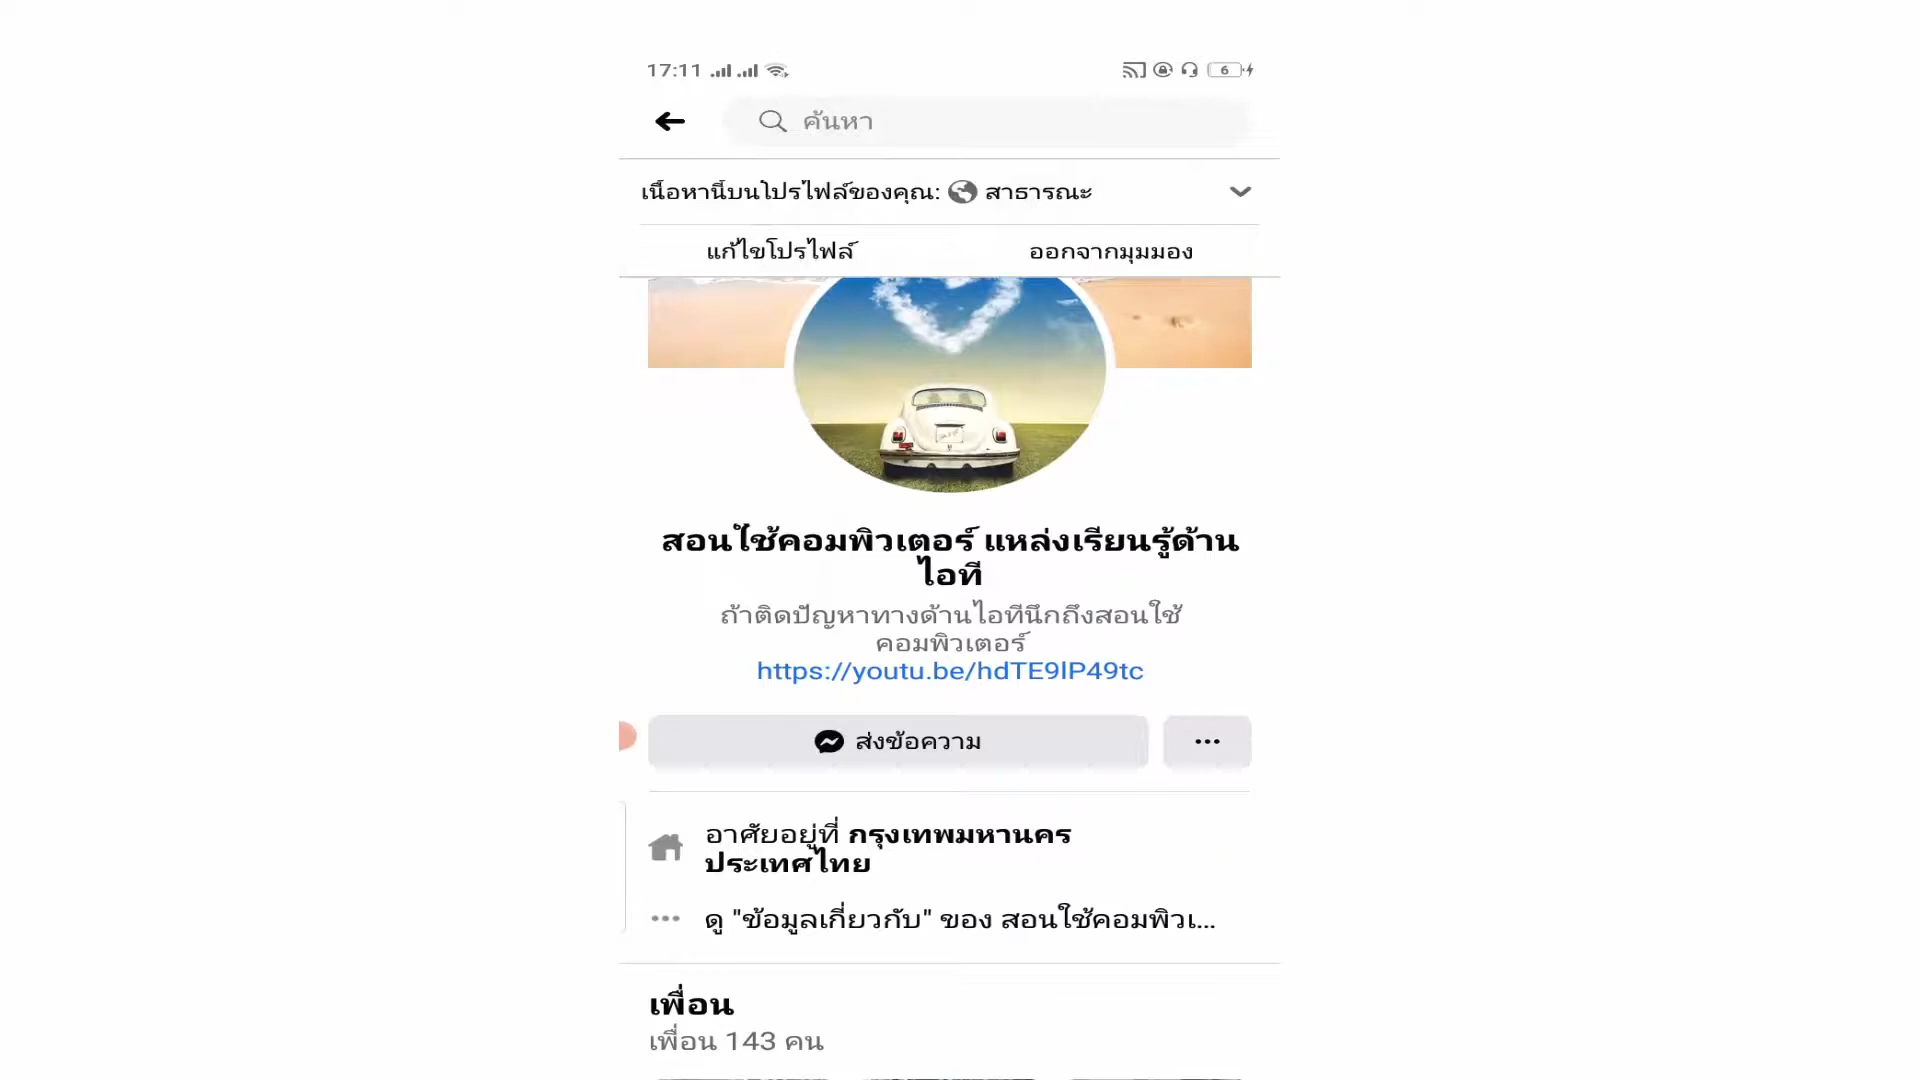 17:11
6
ค้นหา
เนื้อหานี้บนโปรไฟล์ของคุณ: สาธารณะ
แก้ไขโปรไฟล์
ออกจากมุมมอง
สอนใช้คอมพิวเตอร์ แหล่งเรียนรู้ด้าน
ไอที
ถ้าติดปัญหาทางด้านไอทีนึกถึงสอนใช้
คอมพิวเตอร์
https://youtu.be/hdTE9lP49tc
ส่งข้อความ
อาศัยอยู่ที่ กรุงเทพมหานคร
ประเทศไทย
ดู "ข้อมูลเกี่ยวกับ" ของ สอนใช้คอมพิวเ...
เพื่อน
เพื่อน 143 คน